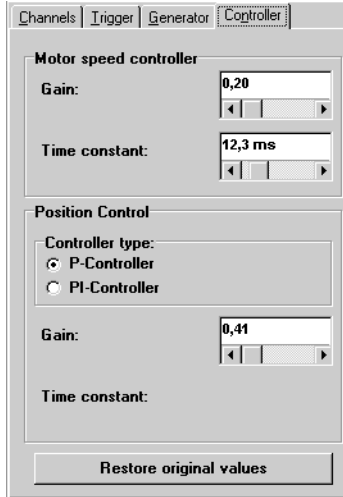 Channels Trigger Generator Controller
Motor speed controller
Gain: 0,20
Time constant: 12,3 ms
Position Control
Controller type:
P-Controller
PI-Controller
Gain: 0,41
Time constant:
Restore original values